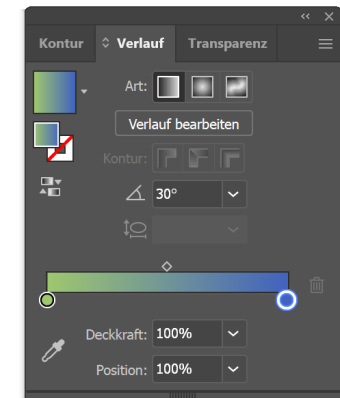 Kontur Verlauf Transparenz
Art:
Verlauf bearbeiten
Kontur:
30°
Deckkraft: 100%
Position: 100%